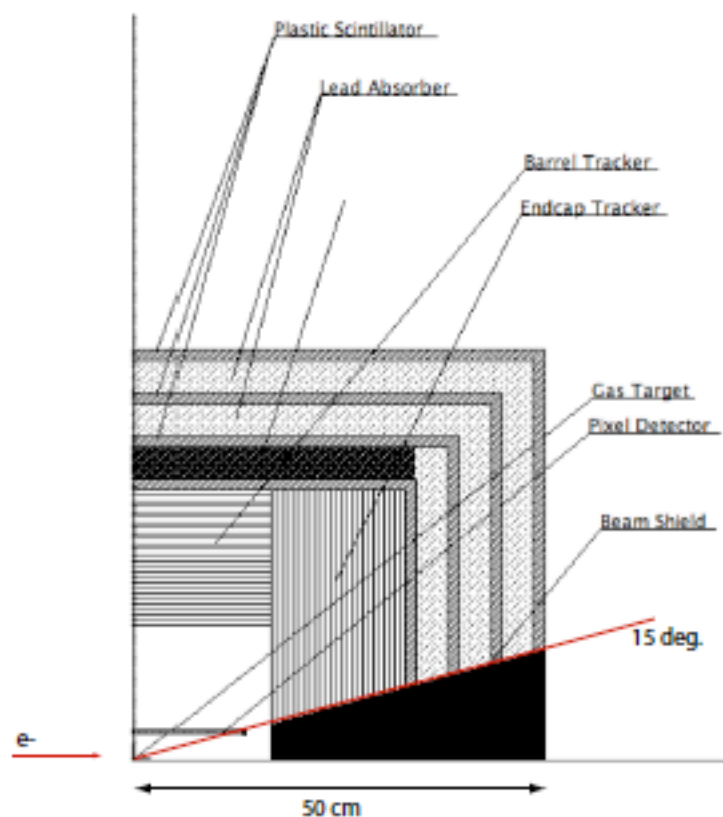 Plastic Scintillator
Lead Absorber
Barrel Tracker
Endcap Tracker
Gas Target
Pixel Detector
Beam Shield
15 deg.
e-
50 cm